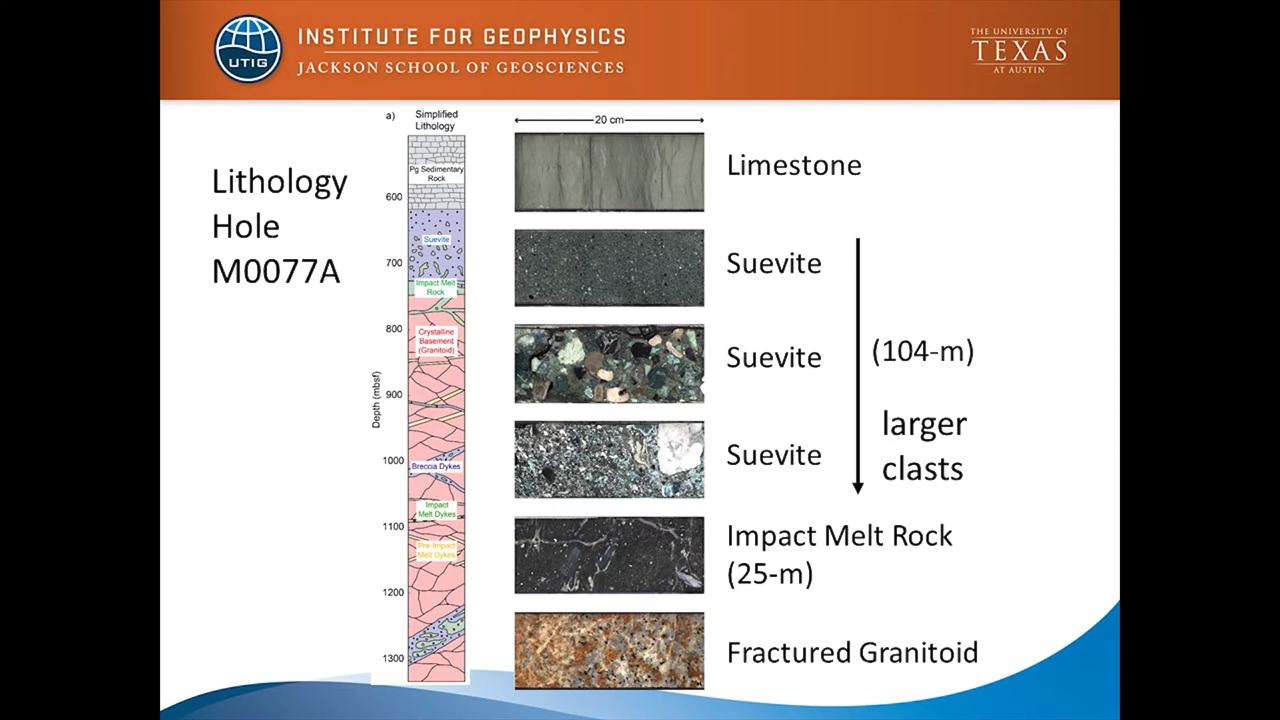 UTIG
INSTITUTE FOR GEOPHYSICS
JACKSON SCHOOL OF GEOSCIENCES
THE UNIVERSITY OF
TEXAS
AT AUSTIN
Lithology
Hole
M0077A
a)
Simplified
Lithology
Pg Sedimentary
Rock
Suevite
Impact Melt
Rock
Crystalline
Basement
(Granitoid)
Breccia Dykes
Impact
Melt Dykes
Pre-Impact
Melt Dykes
Depth (mbsf)
600
700
800
900
1000
1100
1200
1300
20 cm
Limestone
Suevite
Suevite
Suevite
(104-m)
larger
clasts
Impact Melt Rock
(25-m)
Fractured Granitoid